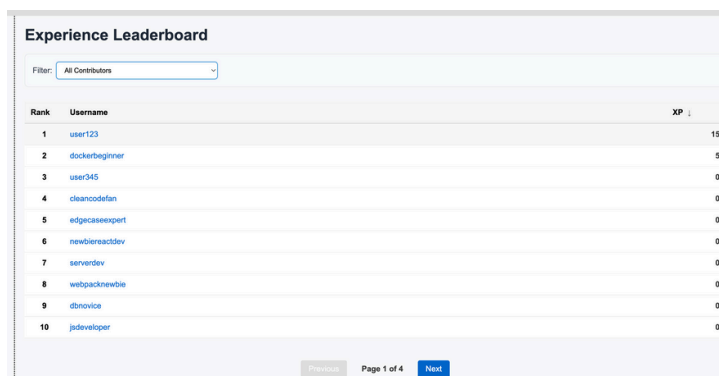 Experience Leaderboard
Filter: All Contributors
Rank Username XP ↓
1 user123 15
2 dockerbeginner 5
3 user345 0
4 cleancodefan 0
5 edgecaseexpert 0
6 newbiereactdev 0
7 serverdev 0
8 webpacknewbie 0
9 dbnovice 0
10 jsdeveloper 0
Previous Page 1 of 4 Next